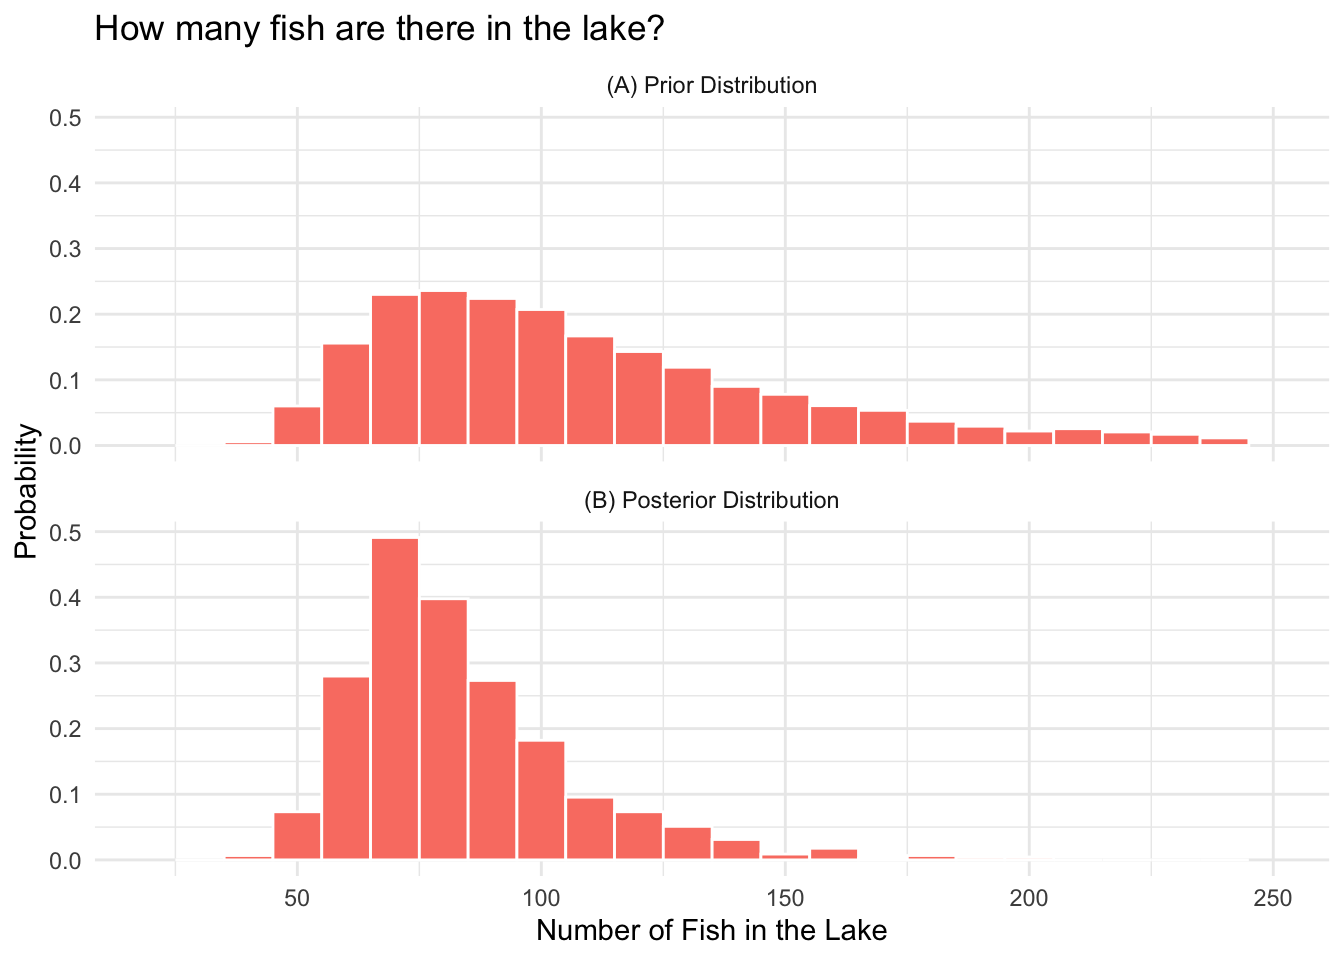 How many fish are there in the lake?
(A) Prior Distribution
0.5
0.4
0.3
0.2
0.1
0.0
Probability
(B) Posterior Distribution
0.5
0.4
0.3
0.2
0.1
0.0
50 100 150 200 250
Number of Fish in the Lake